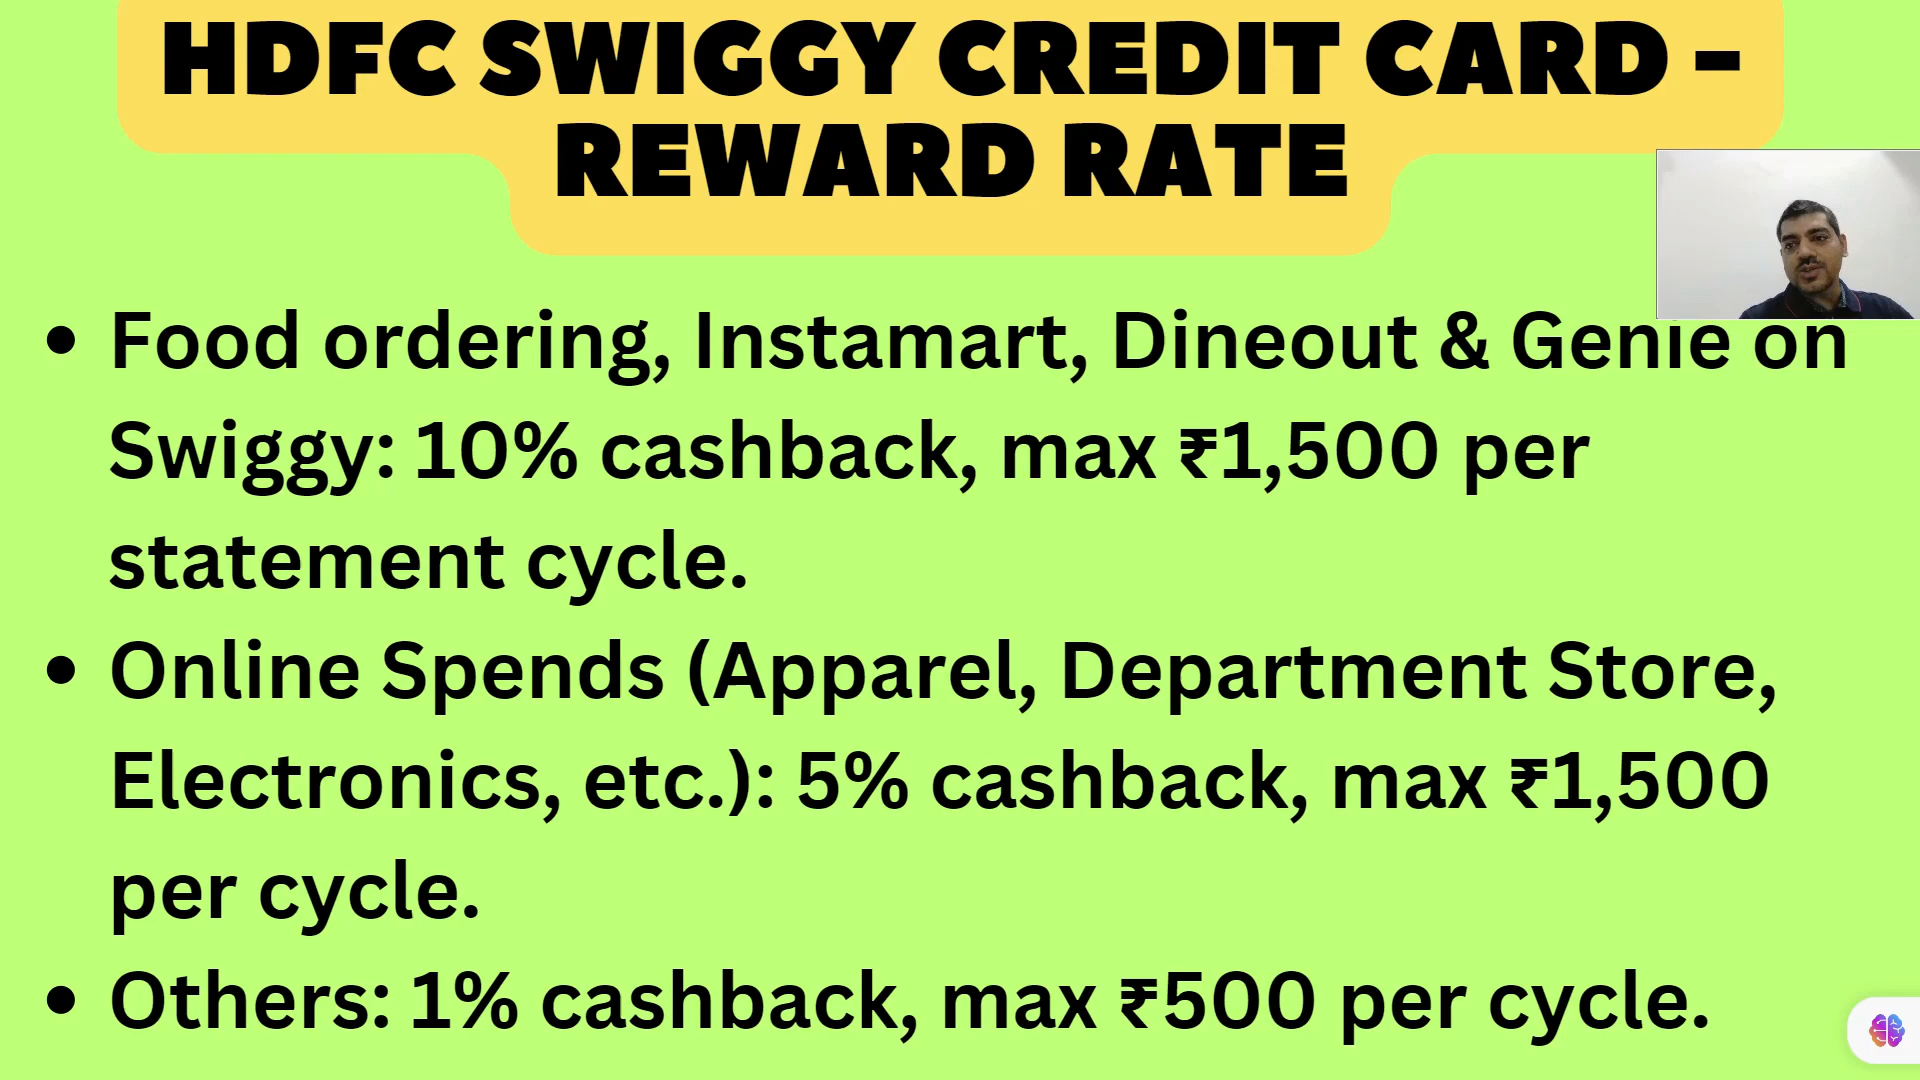 HDFC SWIGGY CREDIT CARD -
REWARD RATE
• Food ordering, Instamart, Dineout & Genie on
Swiggy: 10% cashback, max ₹1,500 per
statement cycle.
• Online Spends (Apparel, Department Store,
Electronics, etc.): 5% cashback, max ₹1,500
per cycle.
• Others: 1% cashback, max ₹500 per cycle.